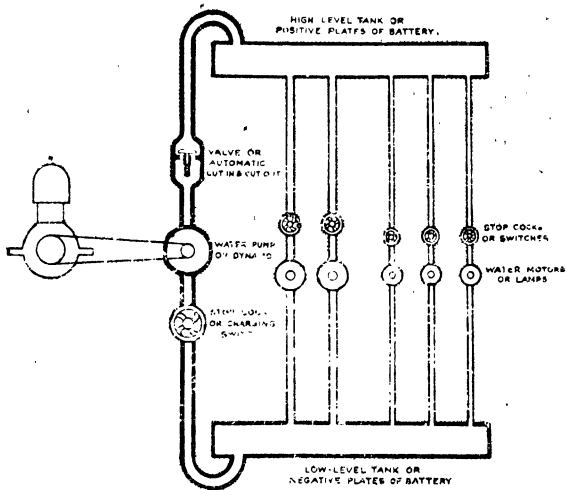 HIGH LEVEL TANK OR
POSITIVE PLATES OF BATTERY.
VALVE OR
AUTOMATIC
CUT IN & CUT OUT
WATER PUMP
OR DYNAMO
STOP COCKS
OR SWITCHES
WATER MOTORS
OR LAMPS
STOP COCK
OR CHARGING
SWITCH
LOW-LEVEL TANK OR
NEGATIVE PLATES OF BATTERY